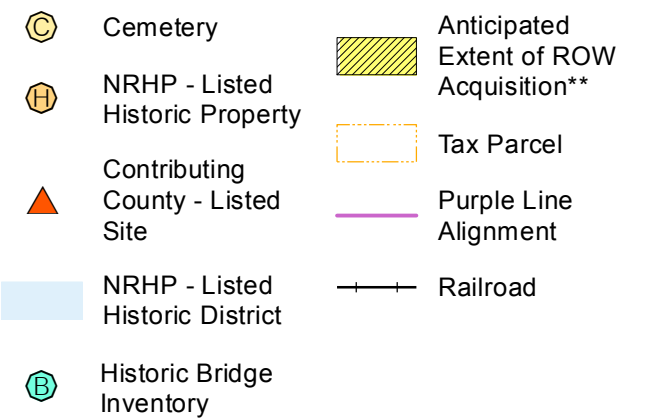 C
Cemetery
H
NRHP - Listed
Historic Property
Contributing
County - Listed
Site
NRHP - Listed
Historic District
B
Historic Bridge
Inventory
Anticipated
Extent of ROW
Acquisition**
Tax Parcel
Purple Line
Alignment
Railroad